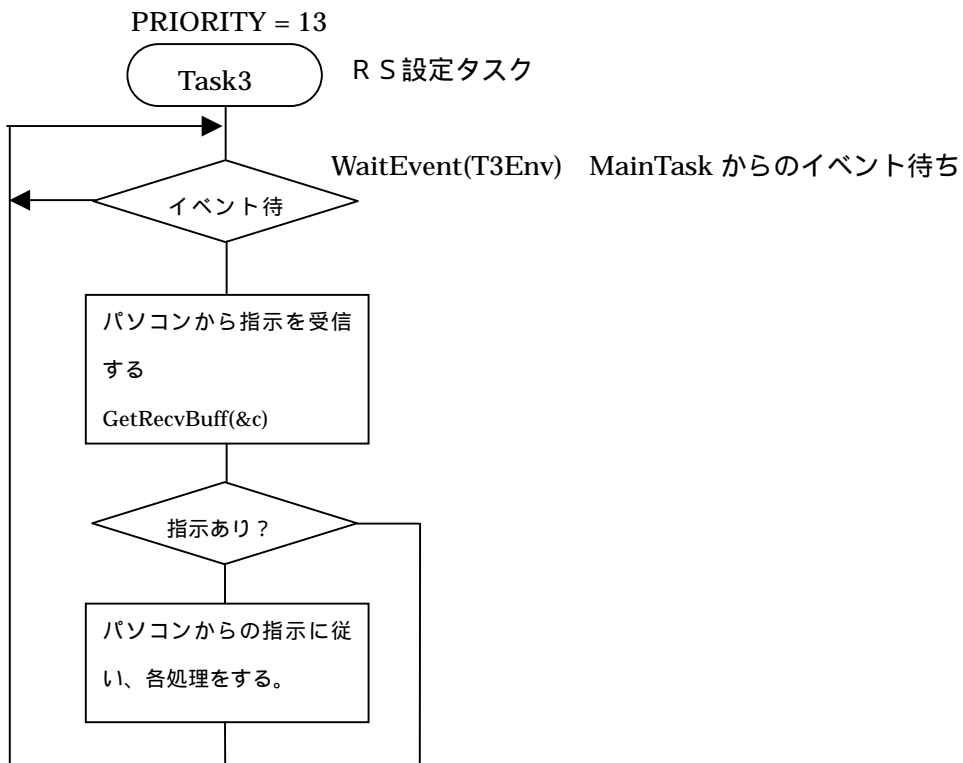 PRIORITY = 13
Task3
ＲＳ設定タスク
WaitEvent(T3Env)　MainTask からのイベント待ち
イベント待
パソコンから指示を受信
する
GetRecvBuff(&c)
指示あり？
パソコンからの指示に従
い、各処理をする。